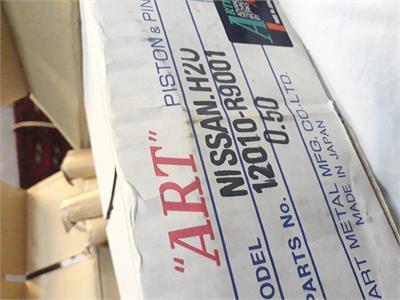 "ART" PISTON & PIN
MODEL NISSAN.H20
PARTS No. 12010-R9001
0.50
ART METAL MFG.CO.LTD.
MADE IN JAPAN